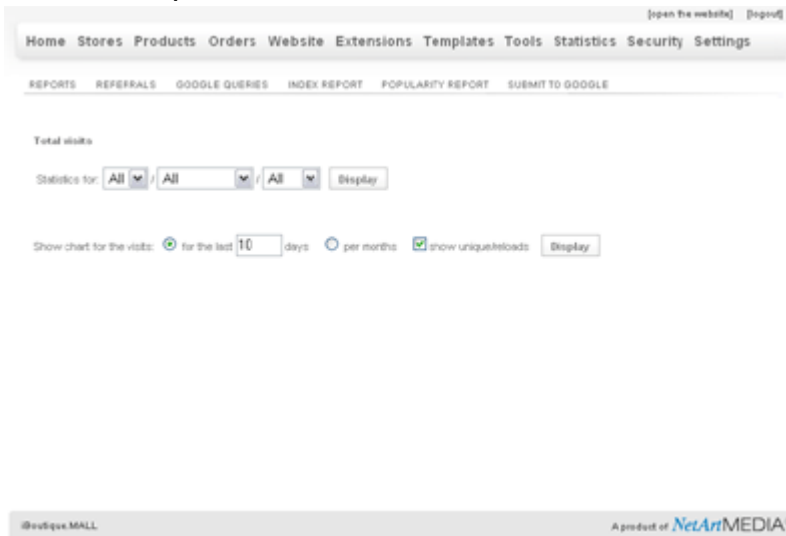 [open the website] [logout]
Home Stores Products Orders Website Extensions Templates Tools Statistics Security Settings
REPORTS REFERRALS GOOGLE QUERIES INDEX REPORT POPULARITY REPORT SUBMIT TO GOOGLE
Total visits
Statistics for: All / All / All Display
Show chart for the visits: for the last 10 days per months show unique/reloads Display
iBoutique.MALL A product of NetArtMEDIA